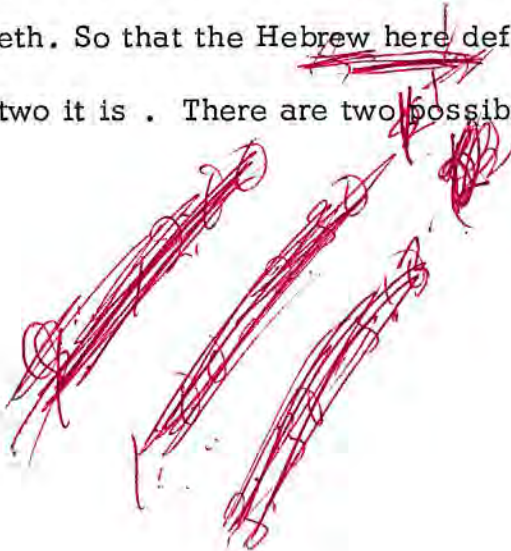 eth. So that the Hebrew here def
two it is . There are two possib